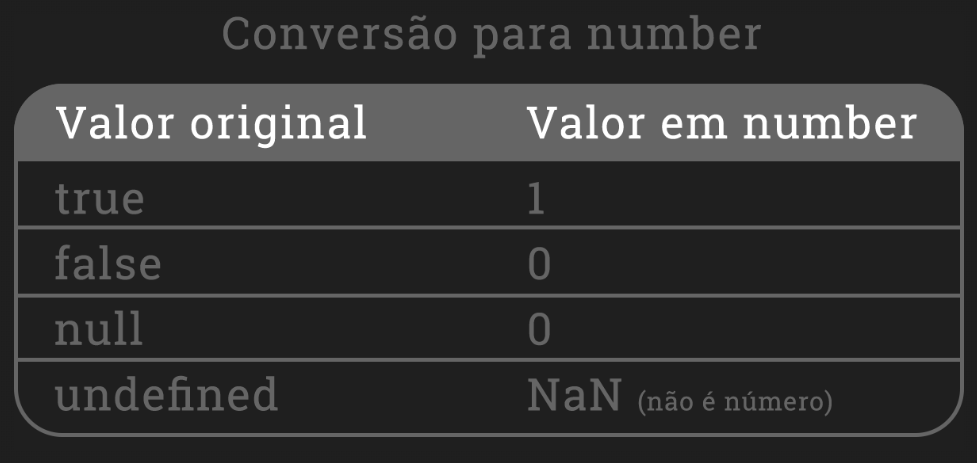 Conversão para number
Valor original Valor em number
true 1
false 0
null 0
undefined NaN (não é número)